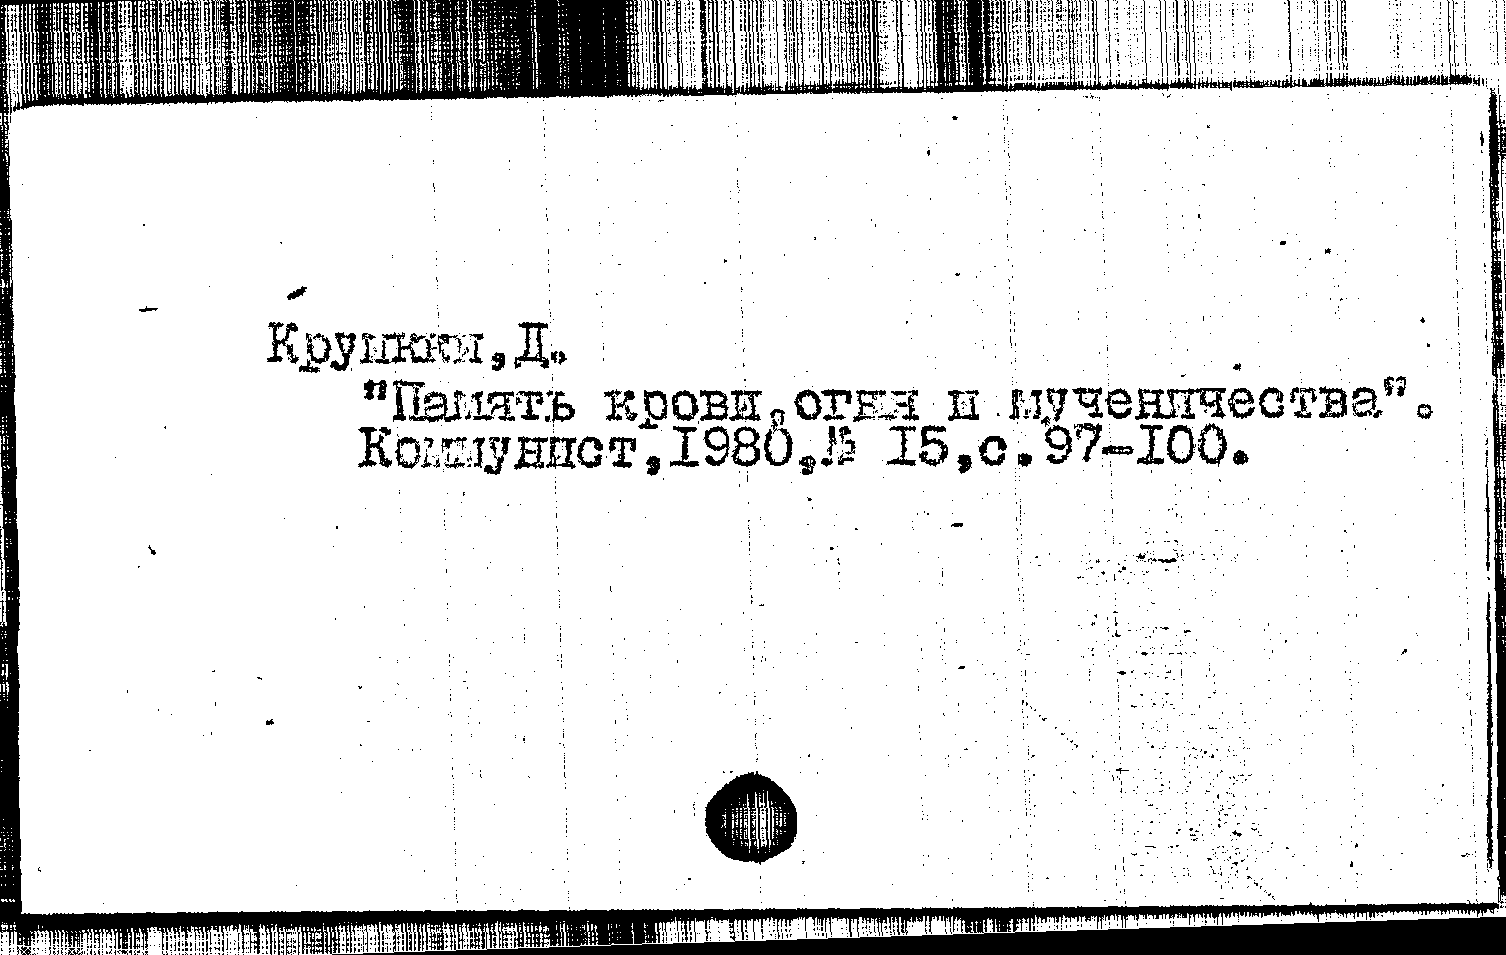 Крупкин,Д.
"Память крови,огня и мученичества".
Коммунист,1980,№ 15,с.97-100.